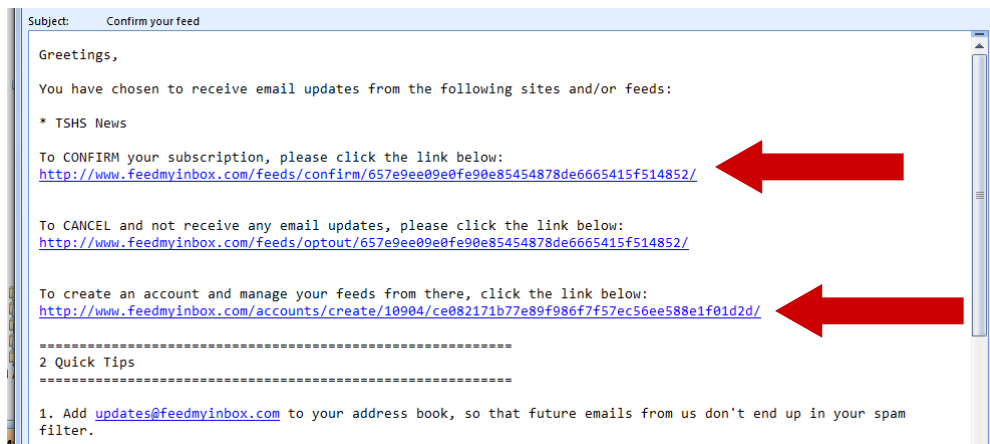 Subject: Confirm your feed
Greetings,
You have chosen to receive email updates from the following sites and/or feeds:
* TSHS News
To CONFIRM your subscription, please click the link below:
http://www.feedmyinbox.com/feeds/confirm/657e9ee09e0fe90e85454878de6665415f514852/
To CANCEL and not receive any email updates, please click the link below:
http://www.feedmyinbox.com/feeds/optout/657e9ee09e0fe90e85454878de6665415f514852/
To create an account and manage your feeds from there, click the link below:
http://www.feedmyinbox.com/accounts/create/10904/ce082171b77e89f986f7f57ec56ee588e1f01d2d/
===========================================================
2 Quick Tips
===========================================================
1. Add updates@feedmyinbox.com to your address book, so that future emails from us don't end up in your spam
filter.